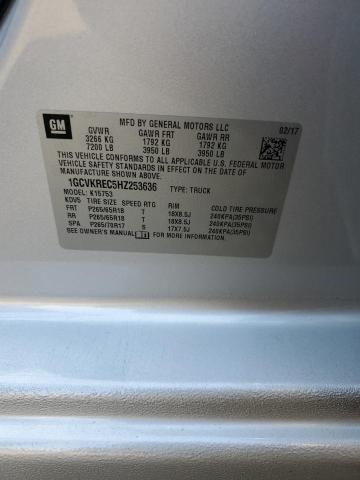 GM
MFD BY GENERAL MOTORS LLC 02/17
GVWR GAWR FRT GAWR RR
3266 KG 1792 KG 1792 KG
7200 LB 3950 LB 3950 LB
THIS VEHICLE CONFORMS TO ALL APPLICABLE U.S. FEDERAL MOTOR
VEHICLE SAFETY STANDARDS IN EFFECT ON THE DATE OF
MANUFACTURE SHOWN ABOVE.
1GCVKREC5HZ253636 TYPE: TRUCK
MODEL: K15753
KDV5 TIRE SIZE SPEED RTG RIM COLD TIRE PRESSURE
FRT P265/65R18 T 18X8.5J 240KPA(35PSI)
RR P265/65R18 T 18X8.5J 240KPA(35PSI)
SPA P265/70R17 S 17X7.5J 240KPA(35PSI)
SEE OWNER'S MANUAL